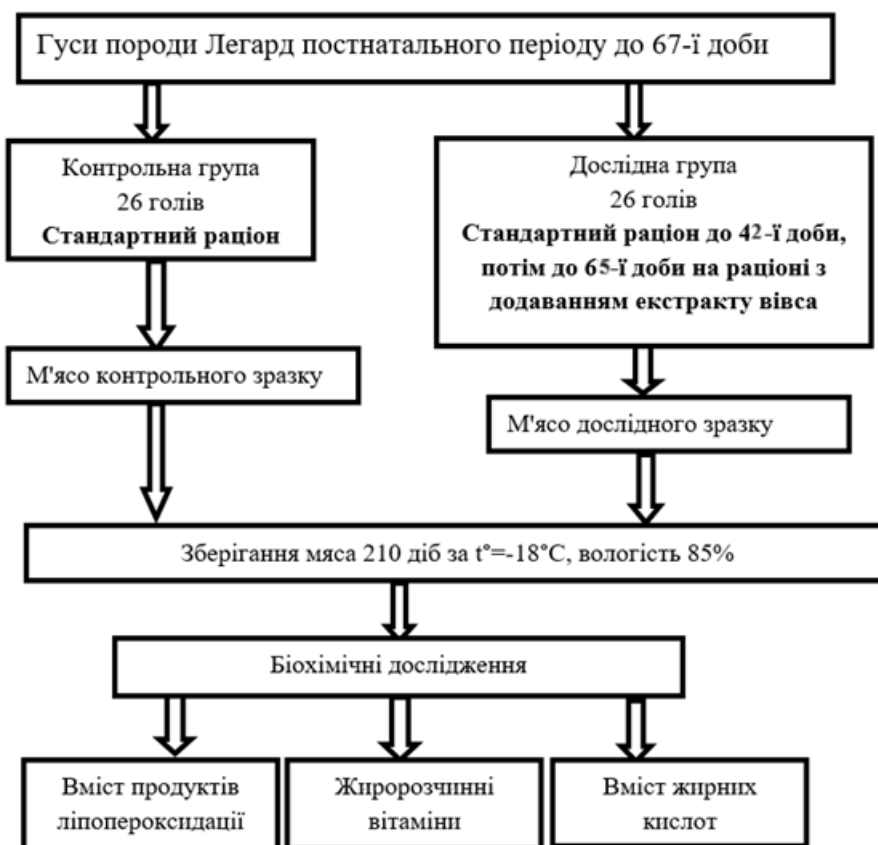 Гуси породи Легард постнатального періоду до 67-ї доби
Контрольна група
26 голів
Стандартний раціон
Дослідна група
26 голів
Стандартний раціон до 42-ї доби,
потім до 65-ї доби на раціоні з
додаванням екстракту вівса
М'ясо контрольного зразку
М'ясо дослідного зразку
Зберігання мяса 210 діб за t°=-18°C, вологість 85%
Біохімічні дослідження
Вміст продуктів
ліпопероксидації
Жиророзчинні
вітаміни
Вміст жирних
кислот